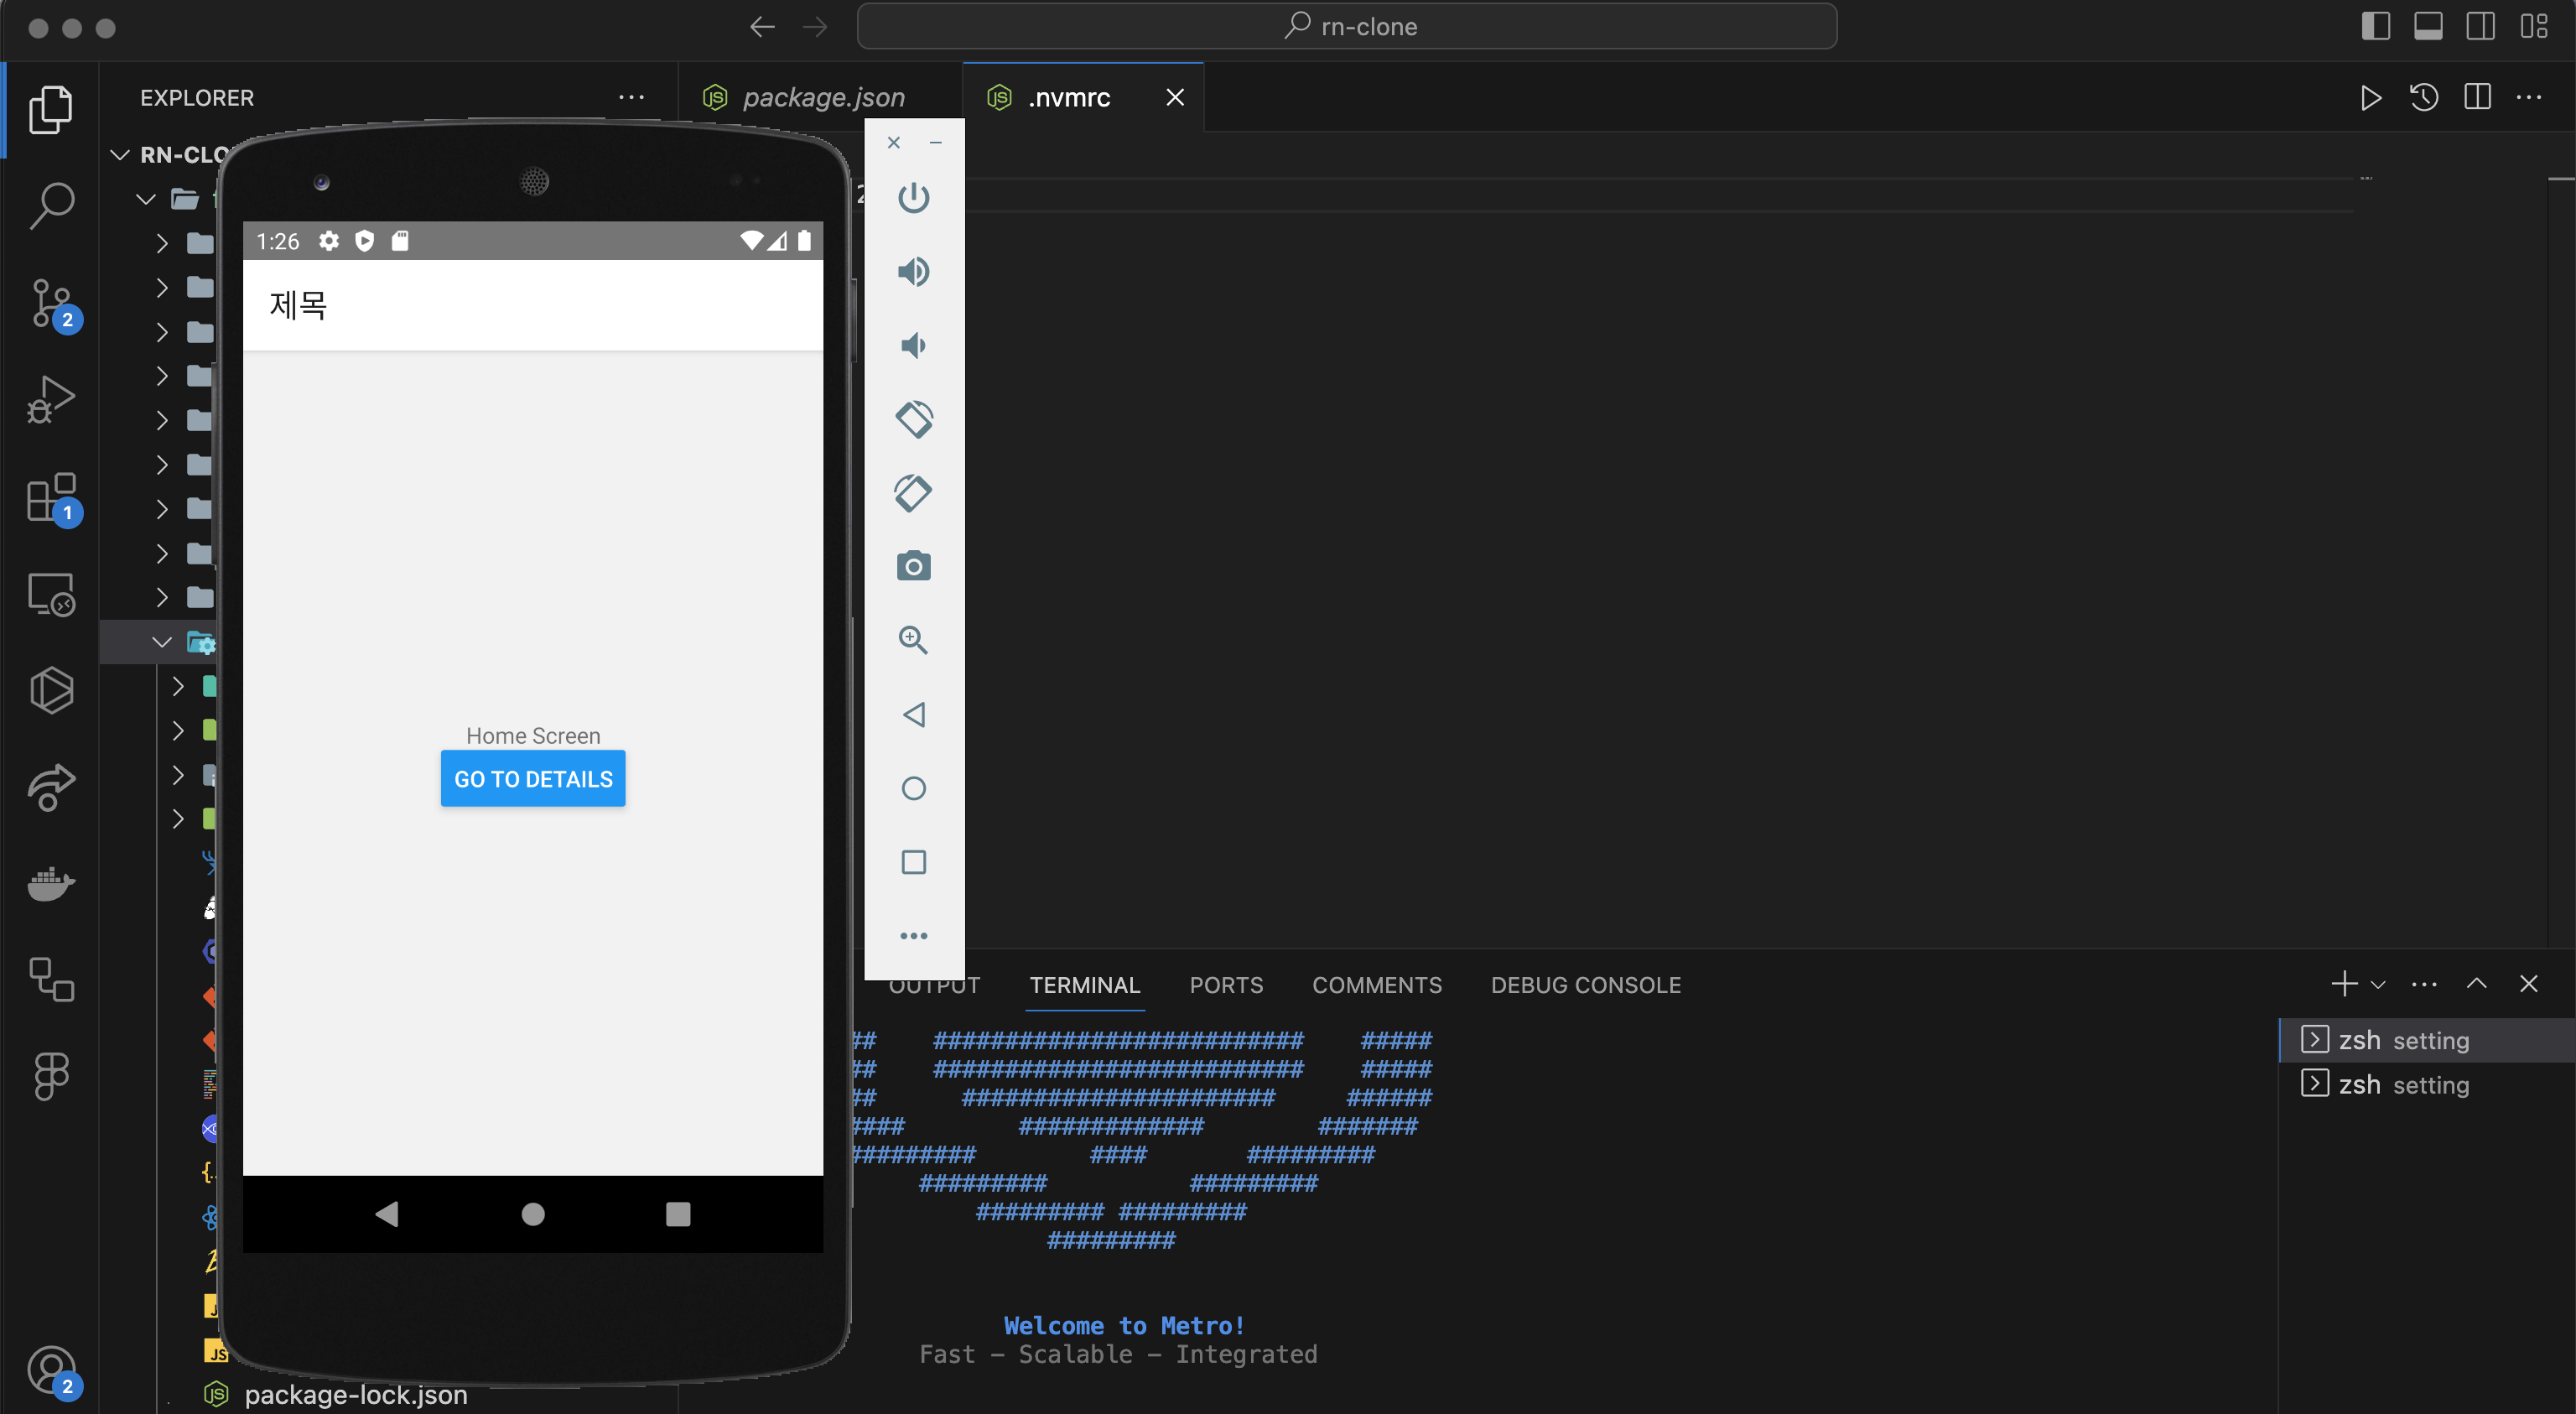 rn-clone
EXPLORER
package.json
.nvmrc
RN-CLO
2
1:26
제목
2
1
Home Screen
GO TO DETAILS
OUTPUT
TERMINAL
PORTS
COMMENTS
DEBUG CONSOLE
##    ##########################    #####
##    ##########################    #####
##      ######################     ######
####        #############        #######
#########        ####       #########
#########          #########
######### #########
#########
Welcome to Metro!
Fast - Scalable - Integrated
zsh setting
zsh setting
JS
package-lock.json
2